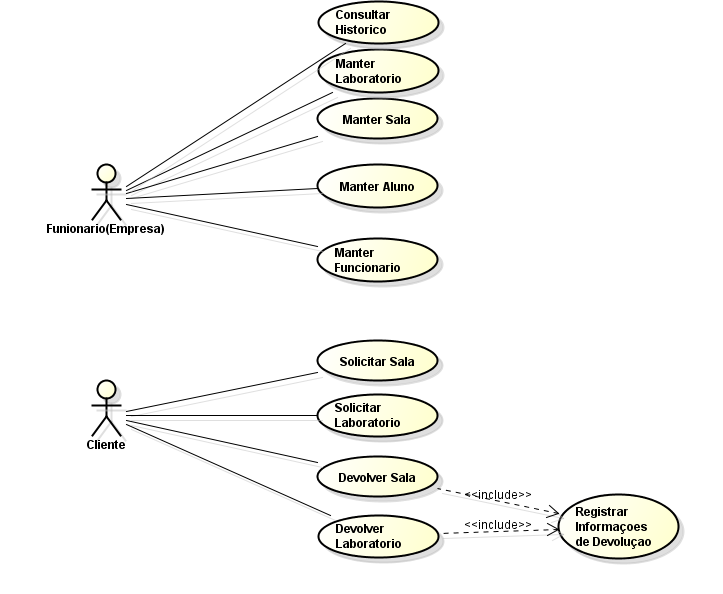 Consultar
Historico
Manter
Laboratorio
Manter Sala
Manter Aluno
Funionario(Empresa)
Manter
Funcionario
Solicitar Sala
Solicitar
Laboratorio
Cliente
Devolver Sala
<<include>>
Registrar
Informaçoes
de Devoluçao
<<include>>
Devolver
Laboratorio